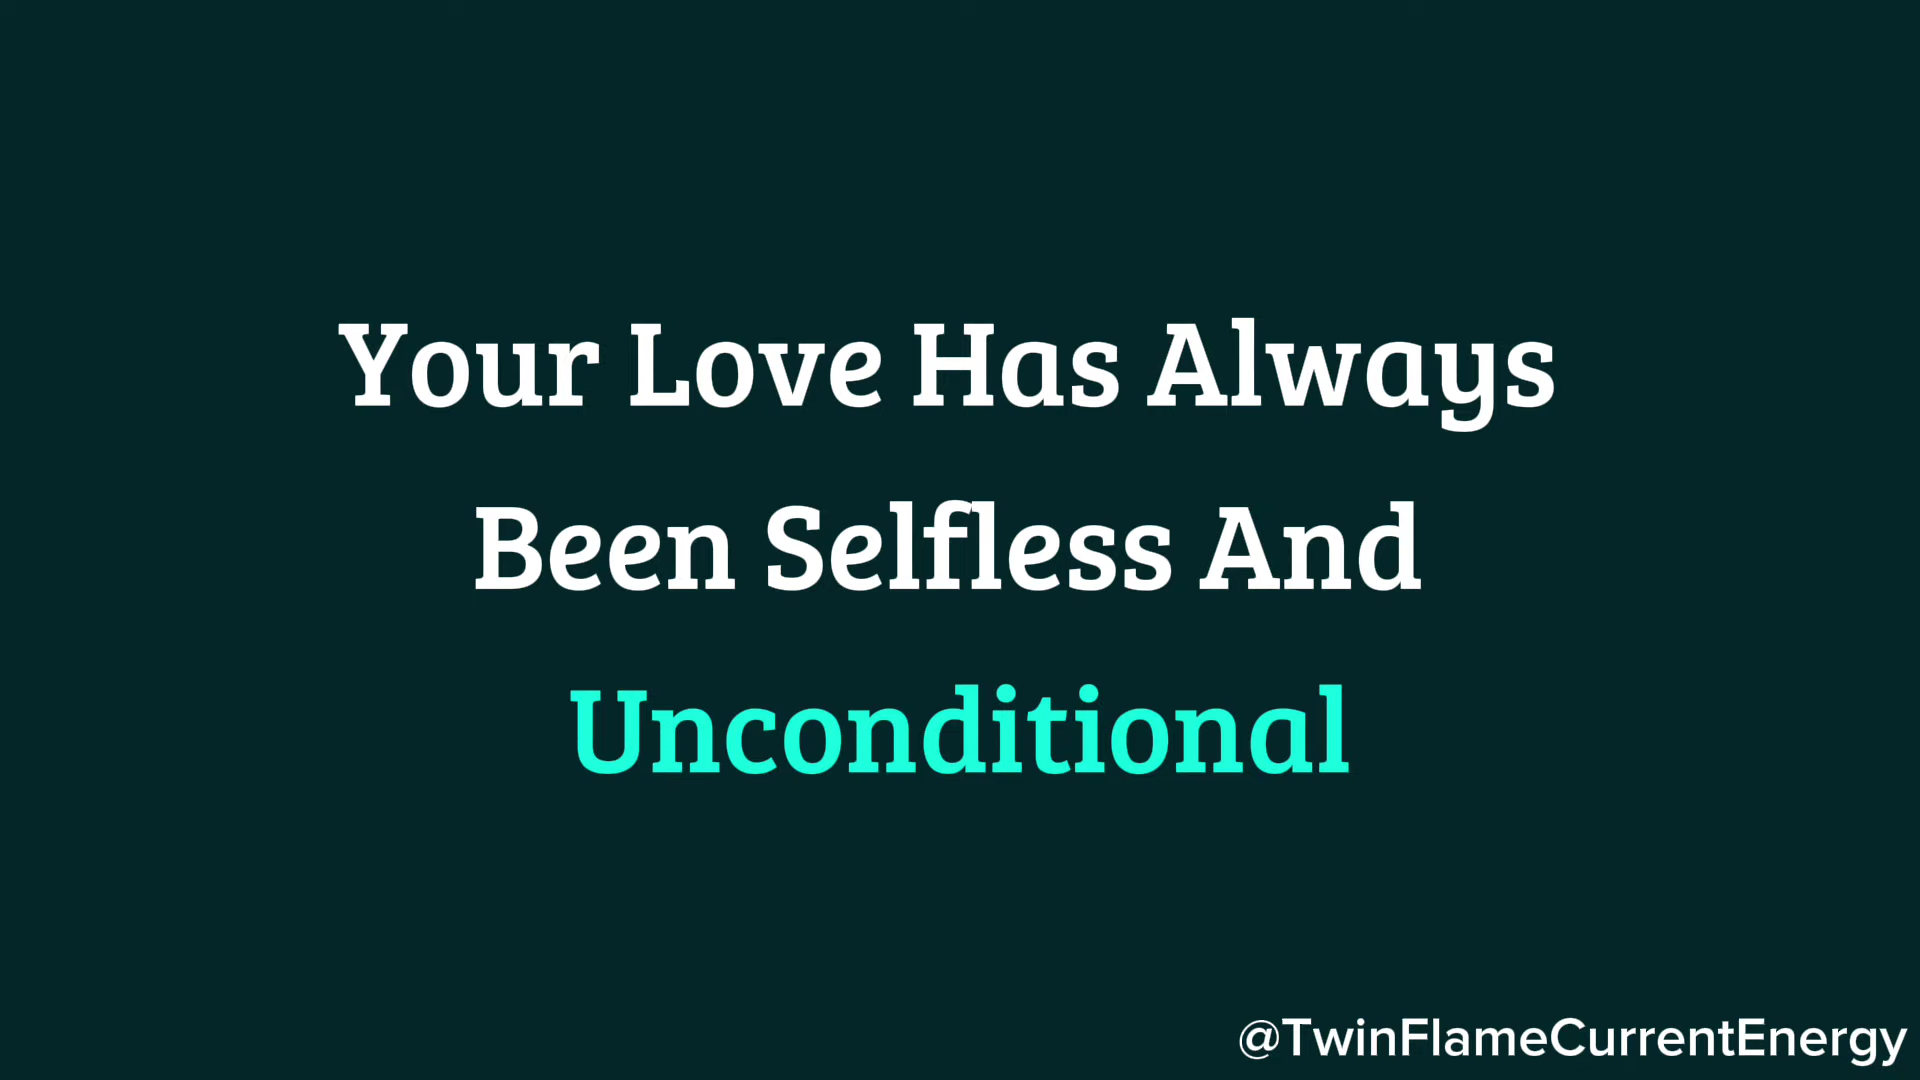 Your Love Has Always
Been Selfless And
Unconditional
@TwinFlameCurrentEnergy